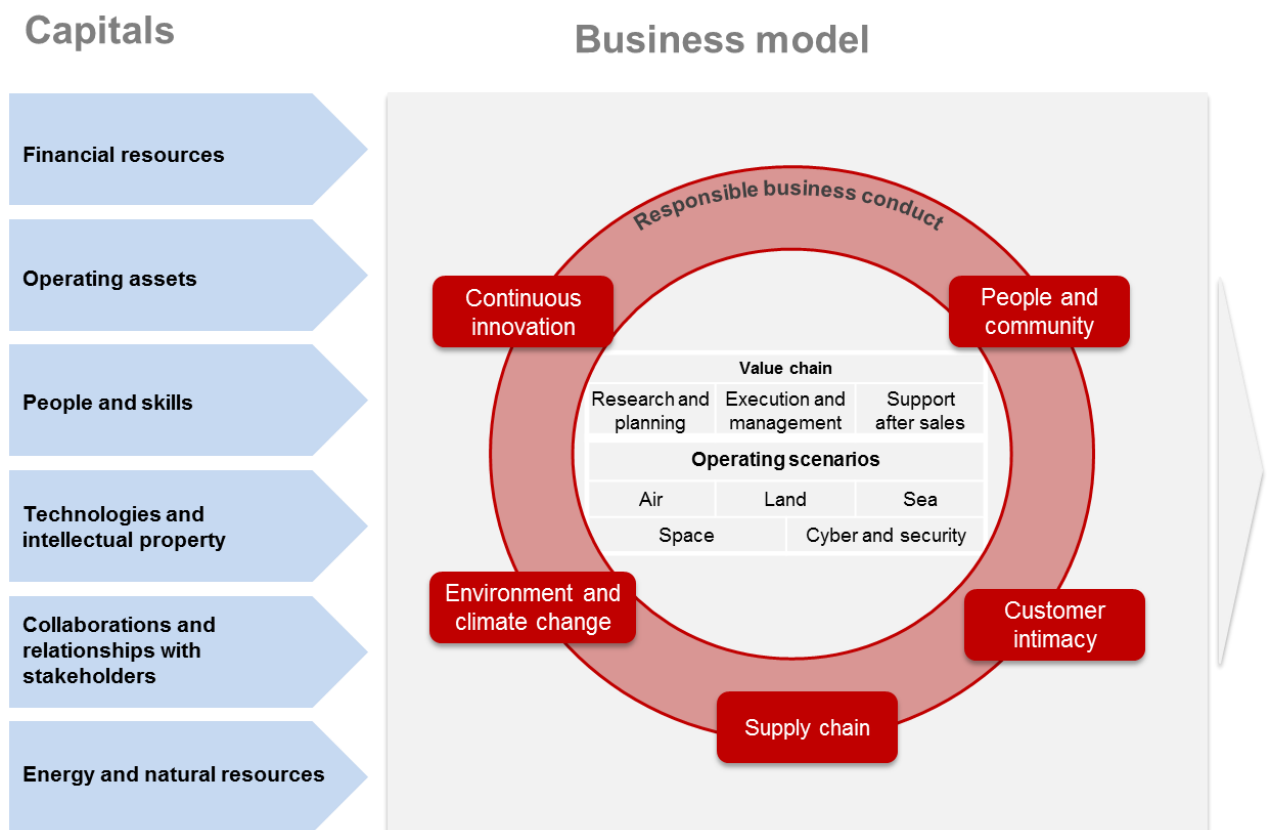 Capitals
Business model
Financial resources
Operating assets
People and skills
Technologies and
intellectual property
Collaborations and
relationships with
stakeholders
Energy and natural resources
Responsible business conduct
Continuous
innovation
People and
community
Value chain
Research and
planning
Execution and
management
Support
after sales
Operating scenarios
Air
Land
Sea
Space
Cyber and security
Environment and
climate change
Customer
intimacy
Supply chain